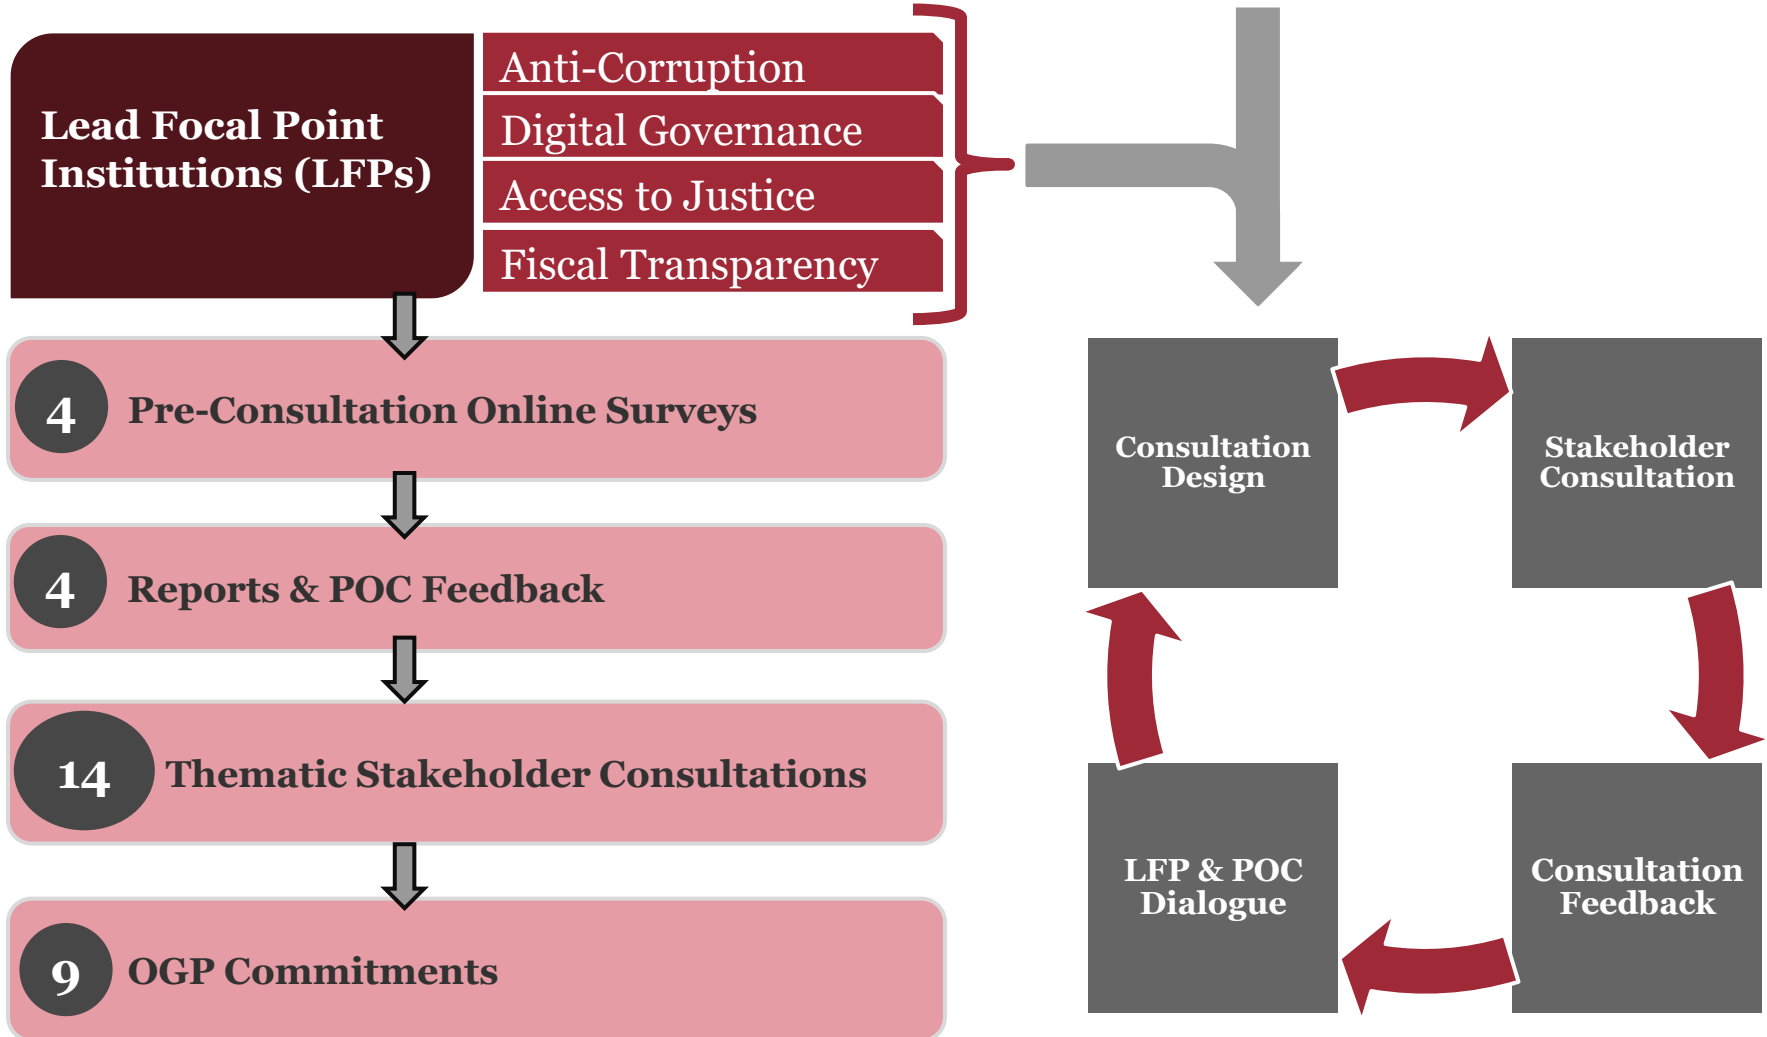 Lead Focal Point
Institutions (LFPs)
Anti-Corruption
Digital Governance
Access to Justice
Fiscal Transparency
4 Pre-Consultation Online Surveys
4 Reports & POC Feedback
14 Thematic Stakeholder Consultations
9 OGP Commitments
Consultation
Design
Stakeholder
Consultation
Consultation
Feedback
LFP & POC
Dialogue